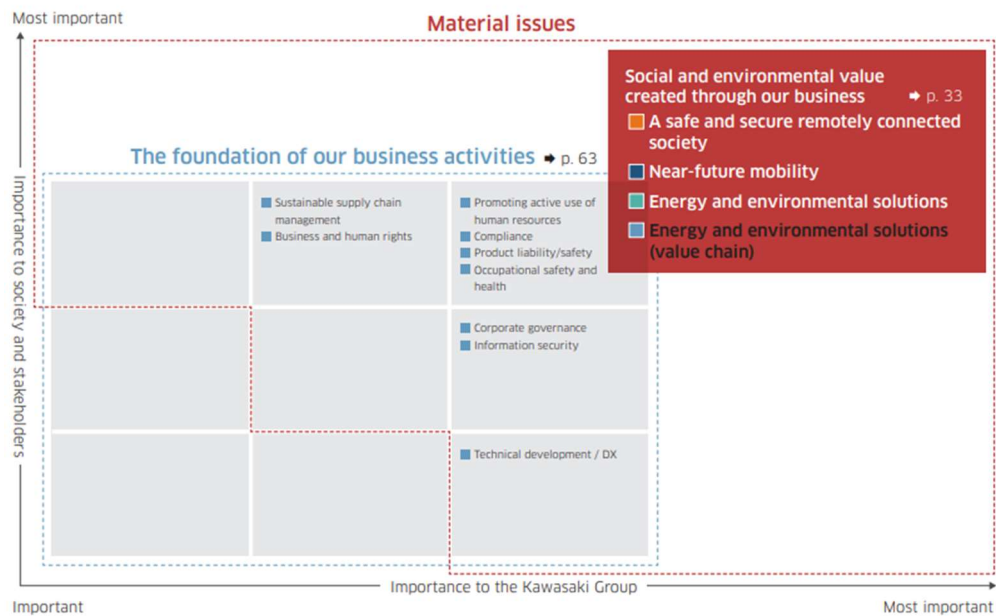 Most important
Material issues
Social and environmental value
created through our business ➡ p. 33
A safe and secure remotely connected
society
Near-future mobility
Energy and environmental solutions
Energy and environmental solutions
(value chain)
The foundation of our business activities ➡ p. 63
Sustainable supply chain
management
Business and human rights
Promoting active use of
human resources
Compliance
Product liability/safety
Occupational safety and
health
Corporate governance
Information security
Technical development / DX
Importance to society and stakeholders
Importance to the Kawasaki Group
Important
Most important